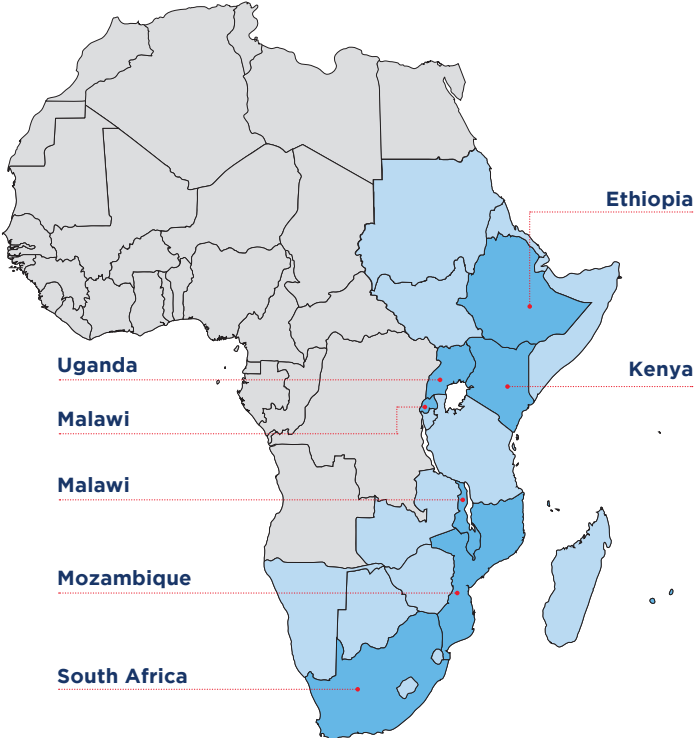 Ethiopia
Uganda
Kenya
Malawi
Malawi
Mozambique
South Africa